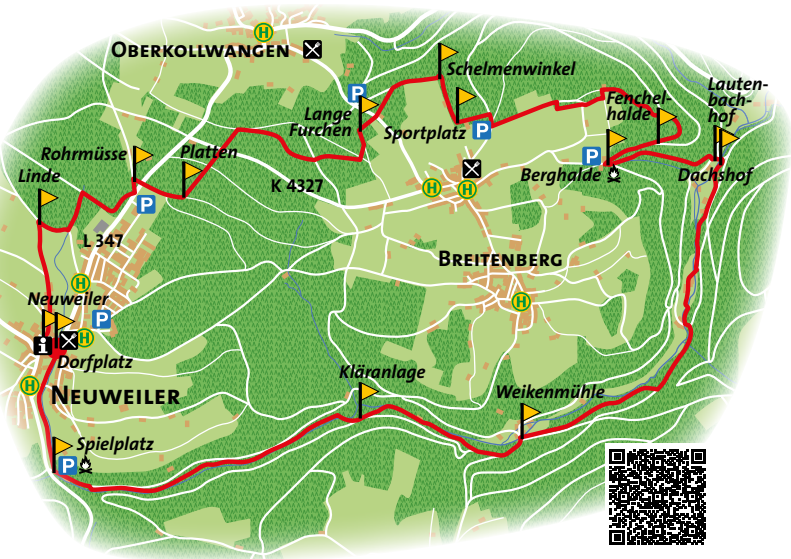 H
OBERKOLLWANGEN
Schelmenwinkel
P
Lange
Furchen
Sportplatz
P
Fenchel-
halde
Lauten-
bach-
hof
Rohrmüsse
Platten
Linde
K 4327
H
H
P
Berghalde
Dachshof
P
L 347
BREITENBERG
H
H
Neuweiler
P
i
H
Dorfplatz
H
NEUWEILER
Kläranlage
Weikenmühle
Spielplatz
P